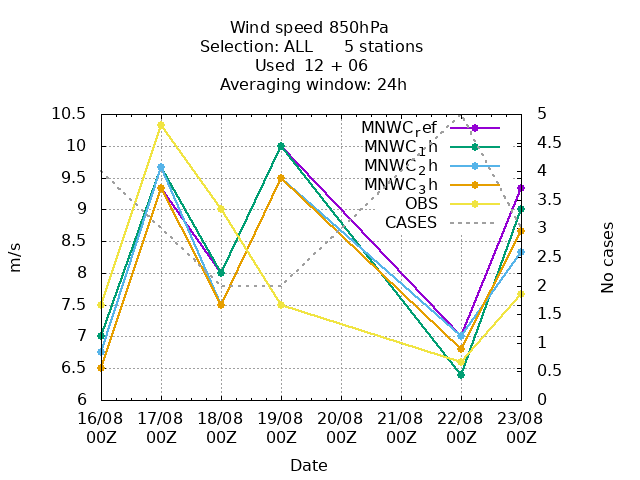 Wind speed 850hPa
Selection: ALL 5 stations
Used 12 + 06
Averaging window: 24h
m/s
10.5
10
9.5
9
8.5
8
7.5
7
6.5
6
MNWC_ref
MNWC_1h
MNWC_2h
MNWC_3h
OBS
CASES
5
4.5
4
3.5
3
2.5
2
1.5
1
0.5
0
No cases
16/08 17/08 18/08 19/08 20/08 21/08 22/08 23/08
00Z 00Z 00Z 00Z 00Z 00Z 00Z 00Z
Date